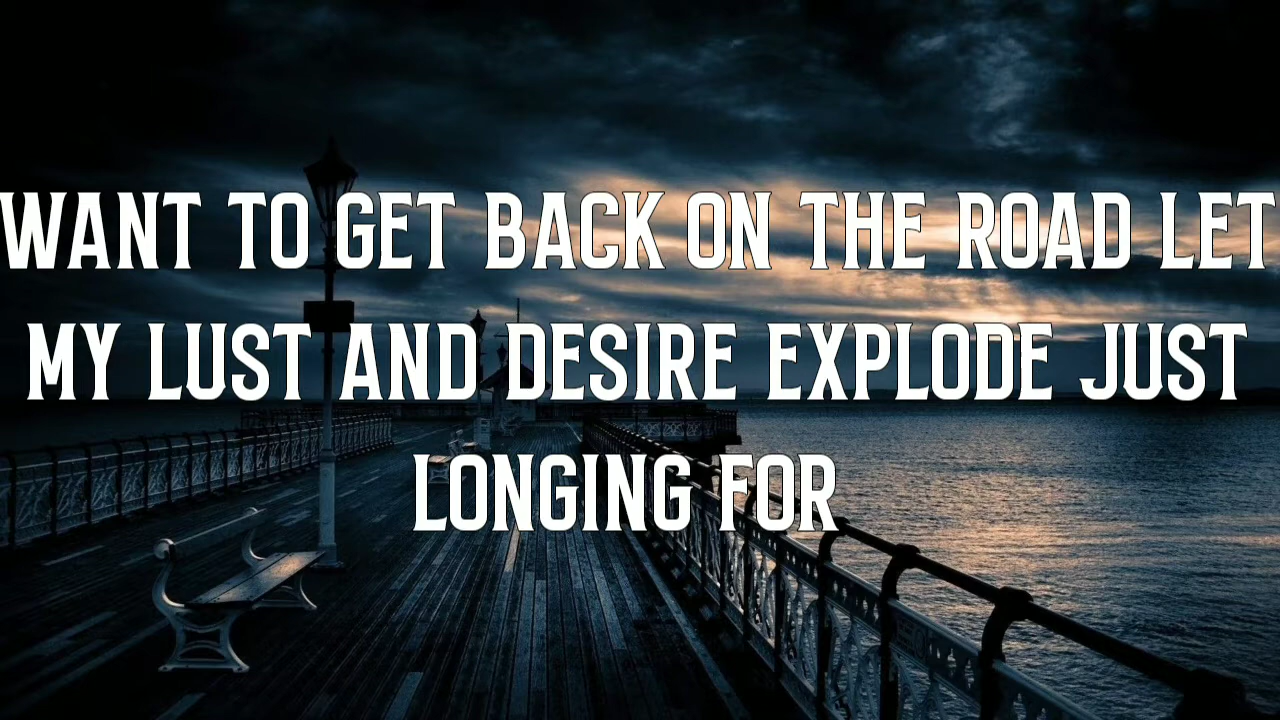 WANT TO GET BACK ON THE ROAD LET
MY LUST AND DESIRE EXPLODE JUST
LONGING FOR